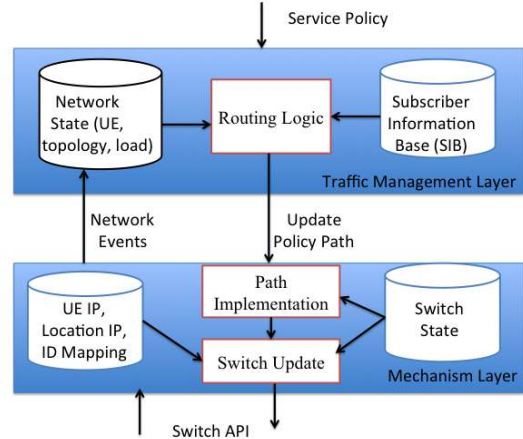 Service Policy
Network
State (UE,
topology, load)
Routing Logic
Subscriber
Information
Base (SIB)
Traffic Management Layer
Network
Events
Update
Policy Path
UE IP,
Location IP,
ID Mapping
Path
Implementation
Switch
State
Switch Update
Mechanism Layer
Switch API